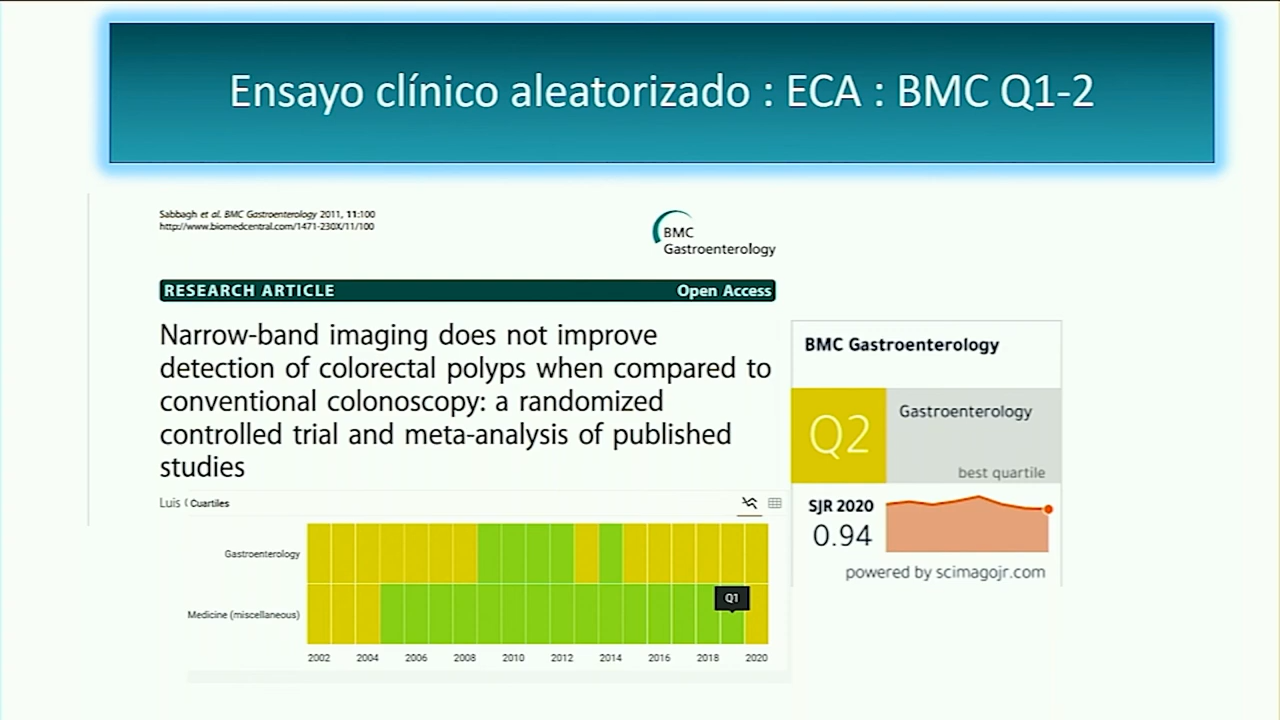 Ensayo clínico aleatorizado : ECA : BMC Q1-2
Sabbagh et al. BMC Gastroenterology 2011, 11:100
http://www.biomedcentral.com/1471-230X/11/100
BMC
Gastroenterology
RESEARCH ARTICLE
Open Access
Narrow-band imaging does not improve
detection of colorectal polyps when compared to
conventional colonoscopy: a randomized
controlled trial and meta-analysis of published
studies
Luis
Cuartiles
Gastroenterology
Medicine (miscellaneous)
Q1
2002 2004 2006 2008 2010 2012 2014 2016 2018 2020
BMC Gastroenterology
Q2
Gastroenterology
best quartile
SJR 2020
0.94
powered by scimagojr.com